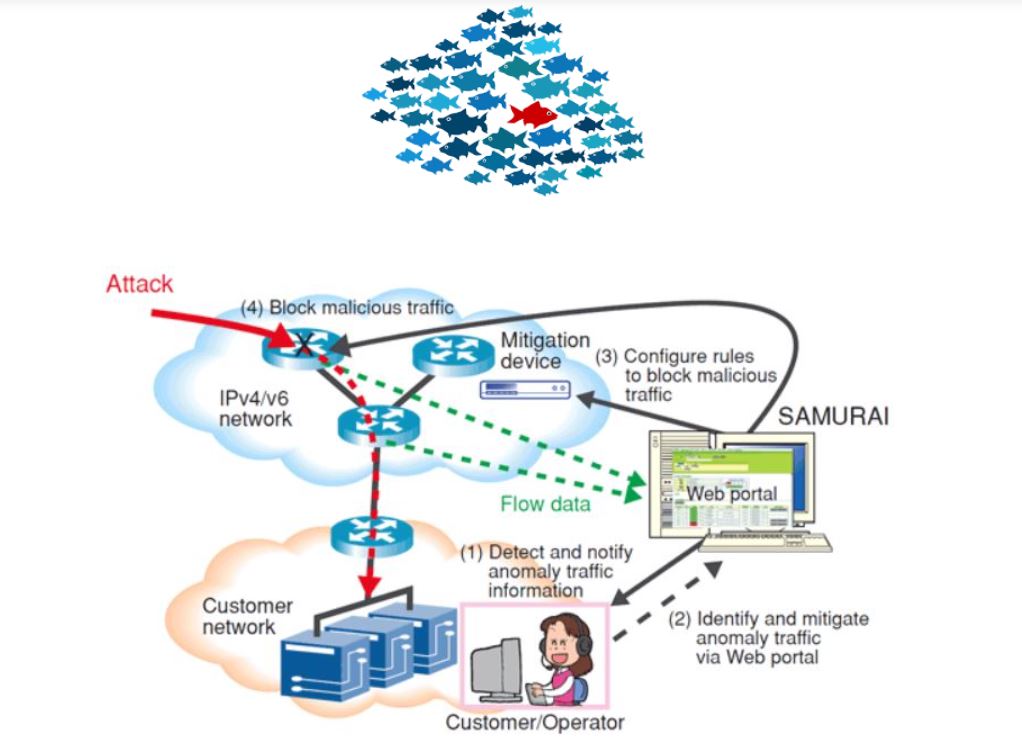 Attack
(4) Block malicious traffic
Mitigation
device
(3) Configure rules
to block malicious
traffic
IPv4/v6
network
SAMURAI
Web portal
Flow data
(1) Detect and notify
anomaly traffic
information
Customer
network
(2) Identify and mitigate
anomaly traffic
via Web portal
Customer/Operator